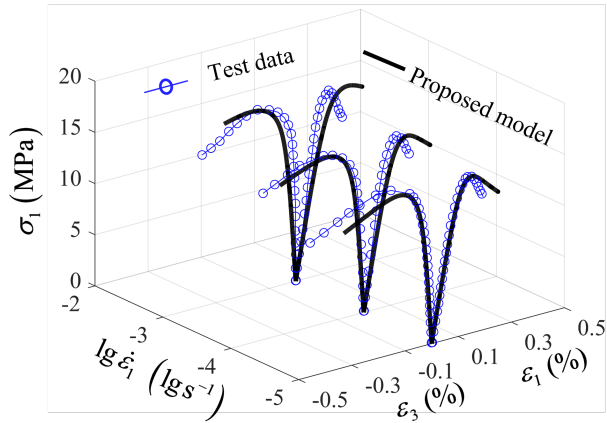 Test data
Proposed model
20
15
10
5
0
σ₁ (MPa)
-2
-3
-4
-5
lg ε̇₁ (lg s⁻¹)
-0.5
-0.3
-0.1
0.1
0.3
0.5
ε₃ (%)
ε₁ (%)